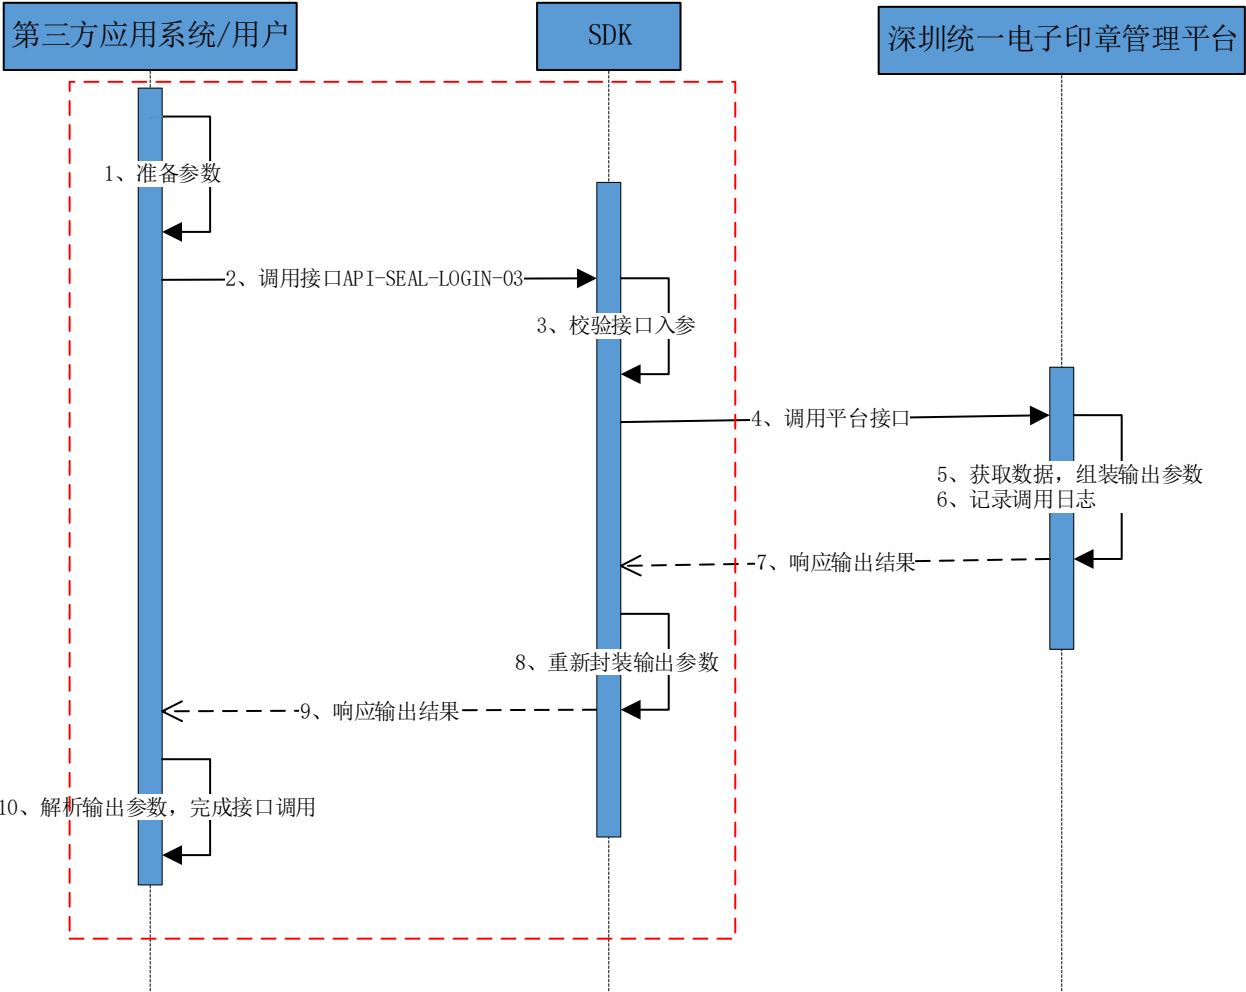 第三方应用系统/用户
SDK
深圳统一电子印章管理平台
1、准备参数
2、调用接口API-SEAL-LOGIN-03
3、校验接口入参
4、调用平台接口
5、获取数据，组装输出参数
6、记录调用日志
7、响应输出结果
8、重新封装输出参数
9、响应输出结果
10、解析输出参数，完成接口调用